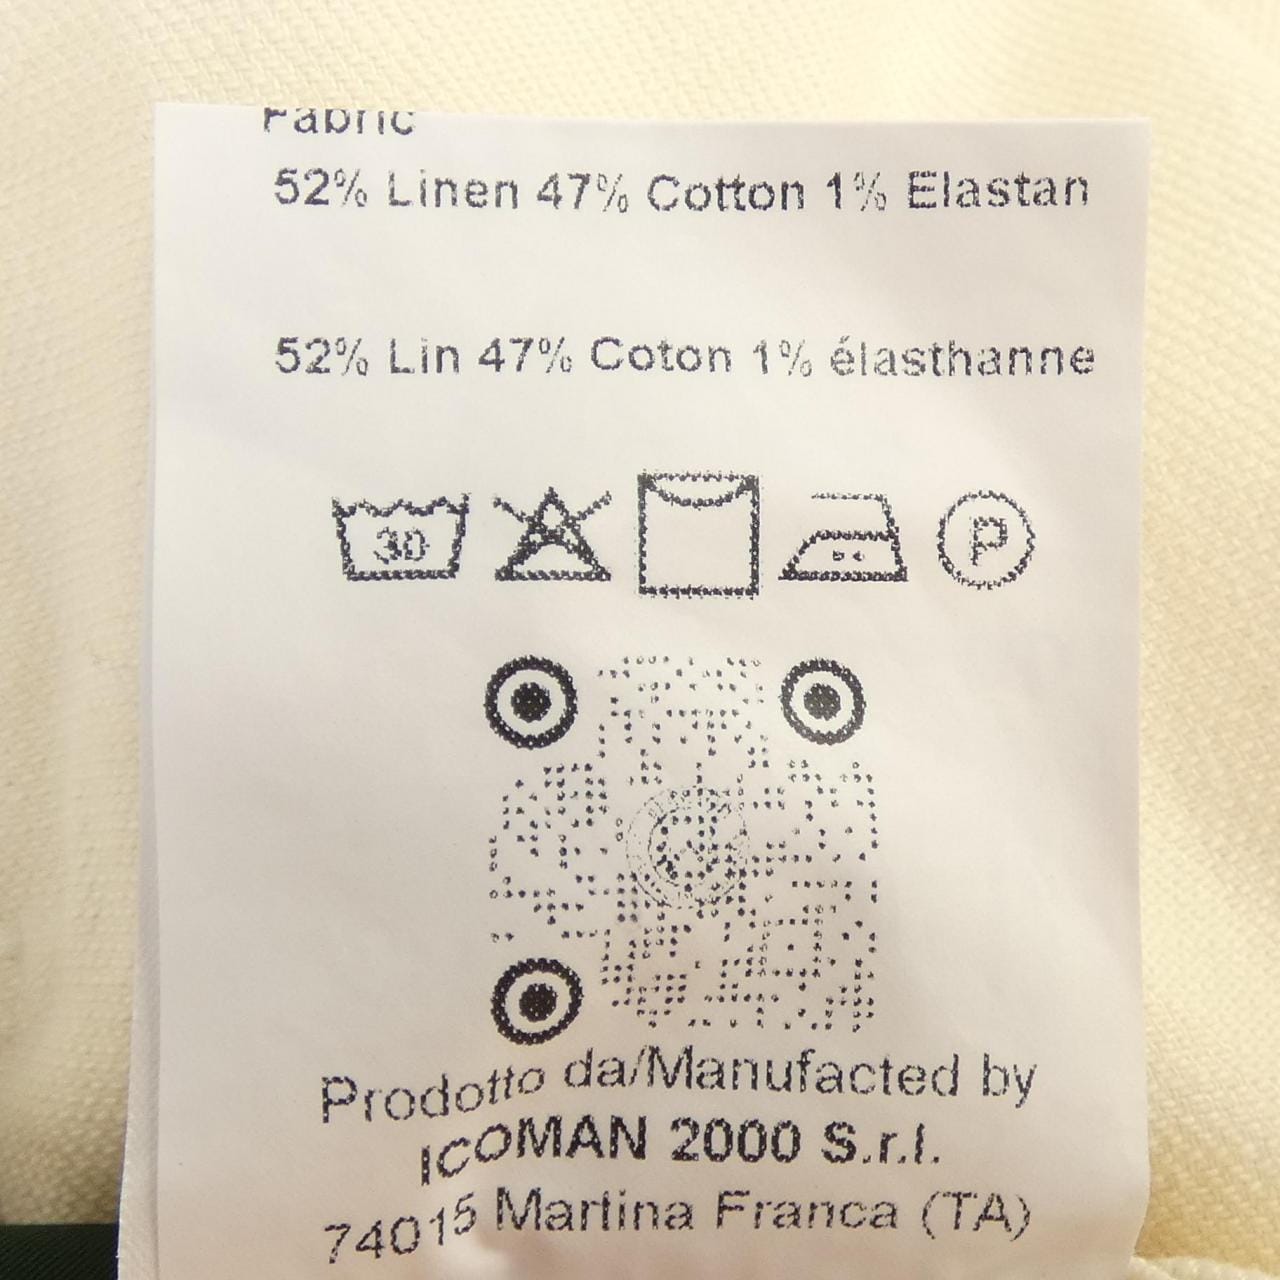 Fabric
52% Linen 47% Cotton 1% Elastan
52% Lin 47% Coton 1% élasthanne
30
P
Prodotto da/Manufacted by
ICOMAN 2000 S.r.l.
74015 Martina Franca (TA)